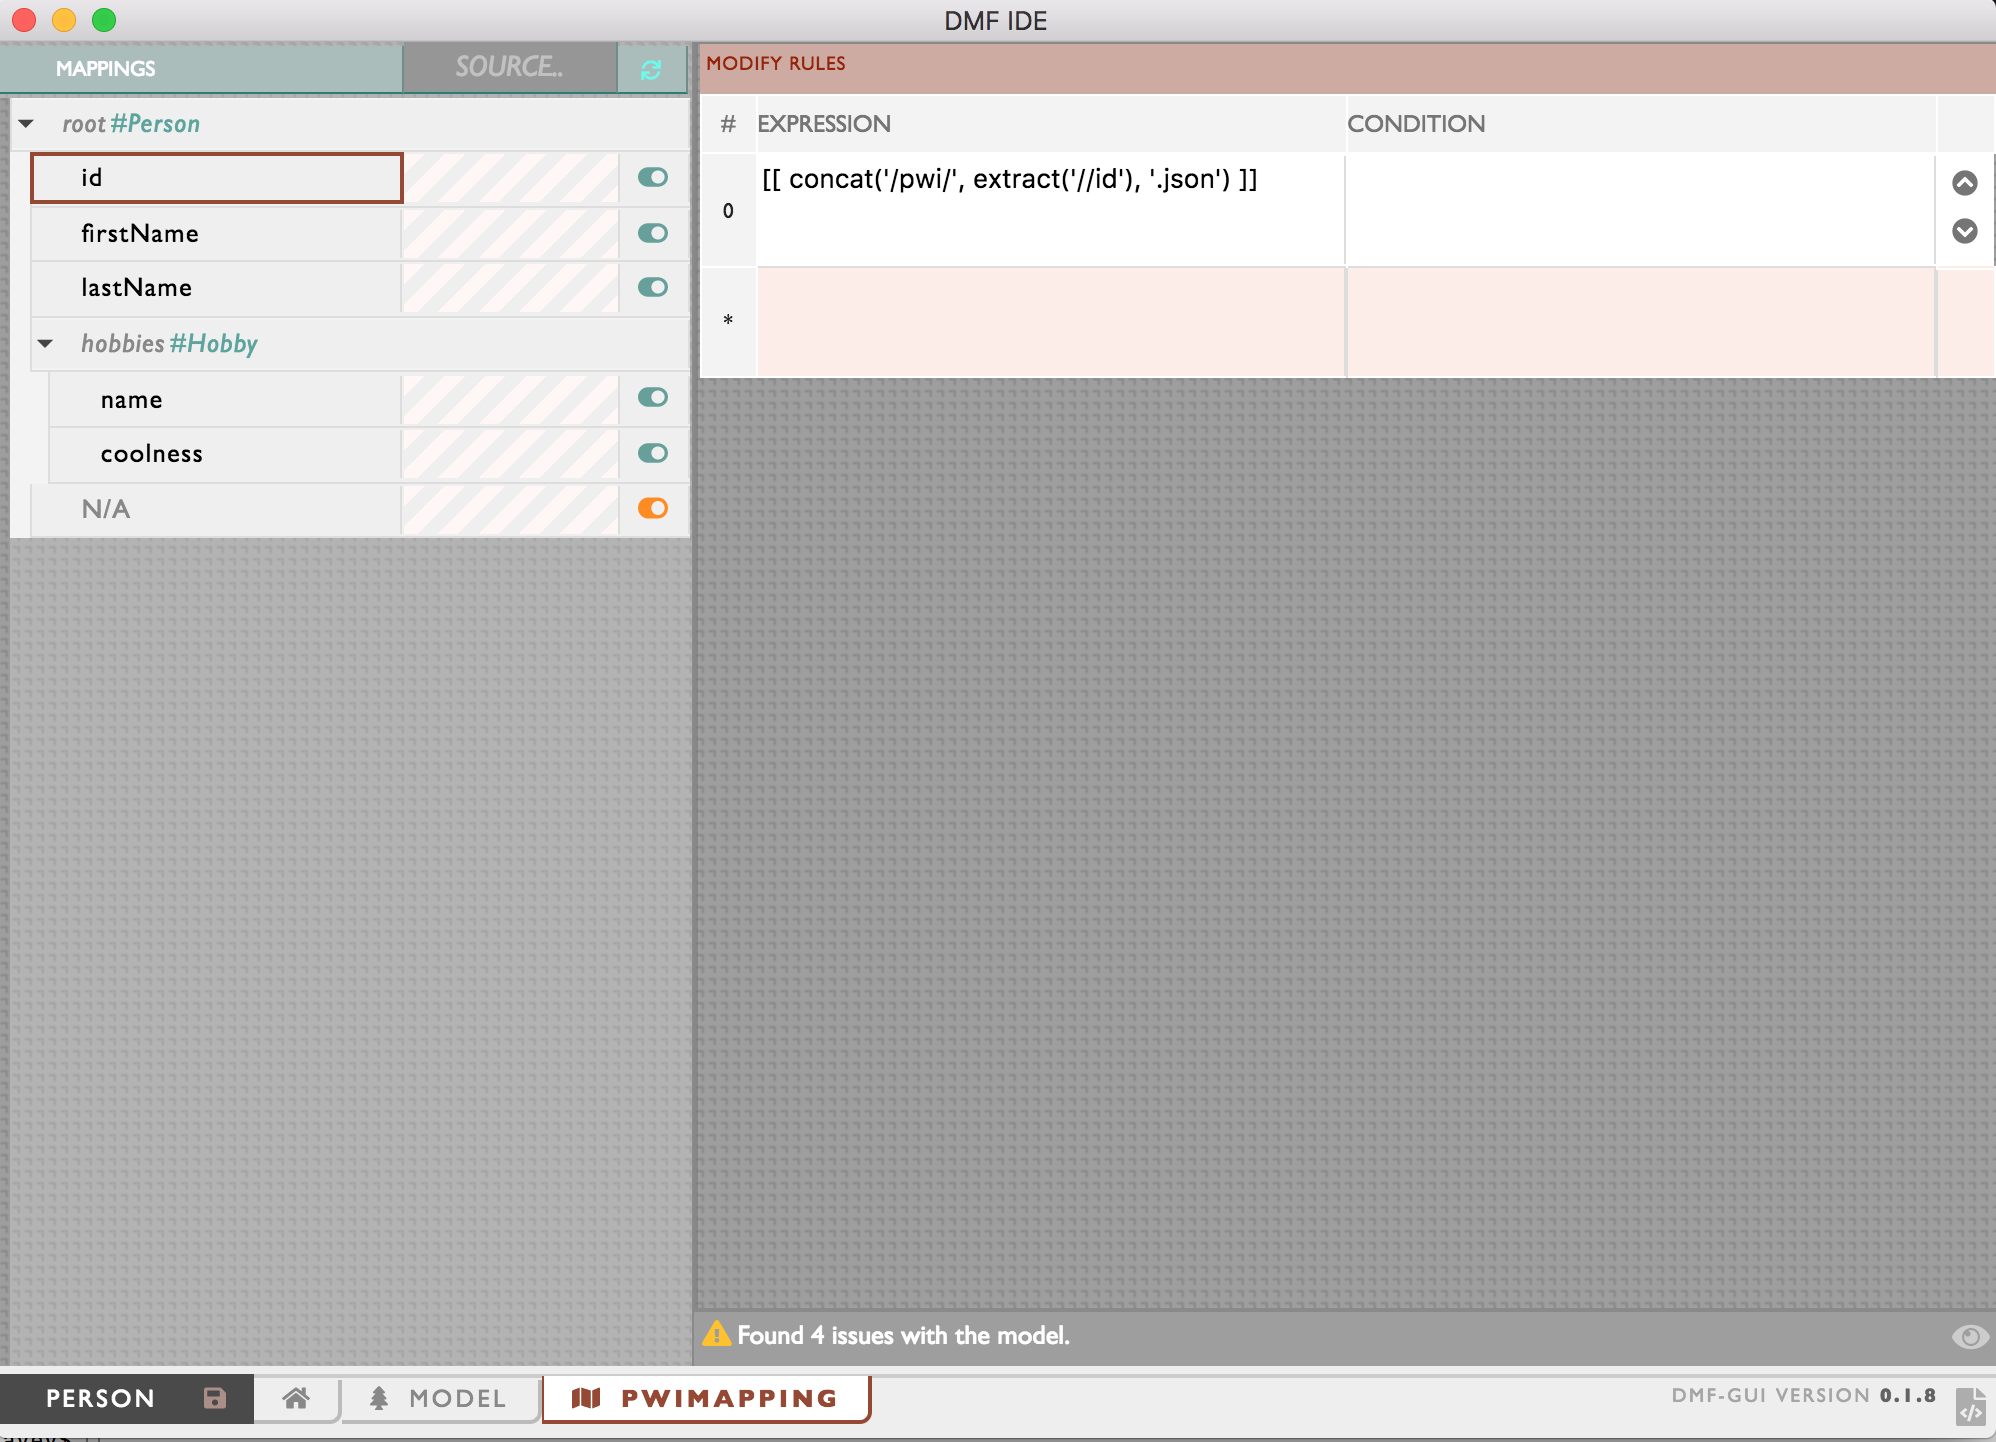 DMF IDE
MAPPINGS
SOURCE..
MODIFY RULES
root #Person
# EXPRESSION CONDITION
id
0 [[ concat('/pwi/', extract('//id'), '.json') ]]
firstName
lastName
*
hobbies #Hobby
name
coolness
N/A
Found 4 issues with the model.
PERSON
MODEL
PWIMAPPING
DMF-GUI VERSION 0.1.8